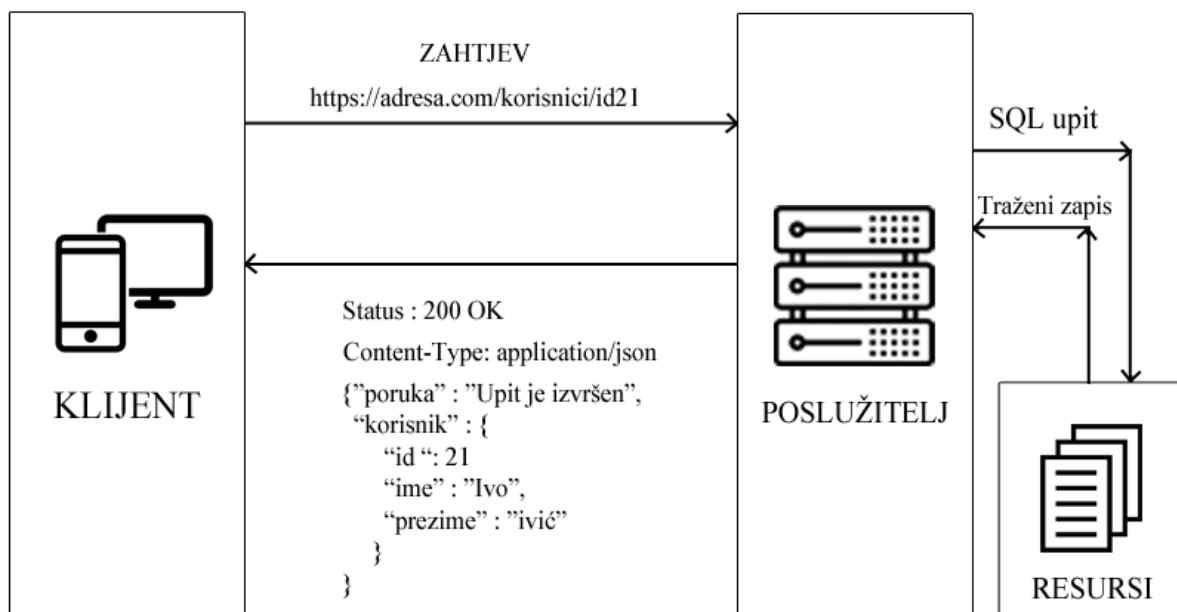 ZAHTJEV
https://adresa.com/korisnici/id21
SQL upit
Traženi zapis
Status : 200 OK
Content-Type: application/json
{”poruka” : ”Upit je izvršen”,
“korisnik” : {
“id “: 21
“ime” : ”Ivo”,
“prezime” : ”ivić”
}
}
KLIJENT
POSLUŽITELJ
RESURSI